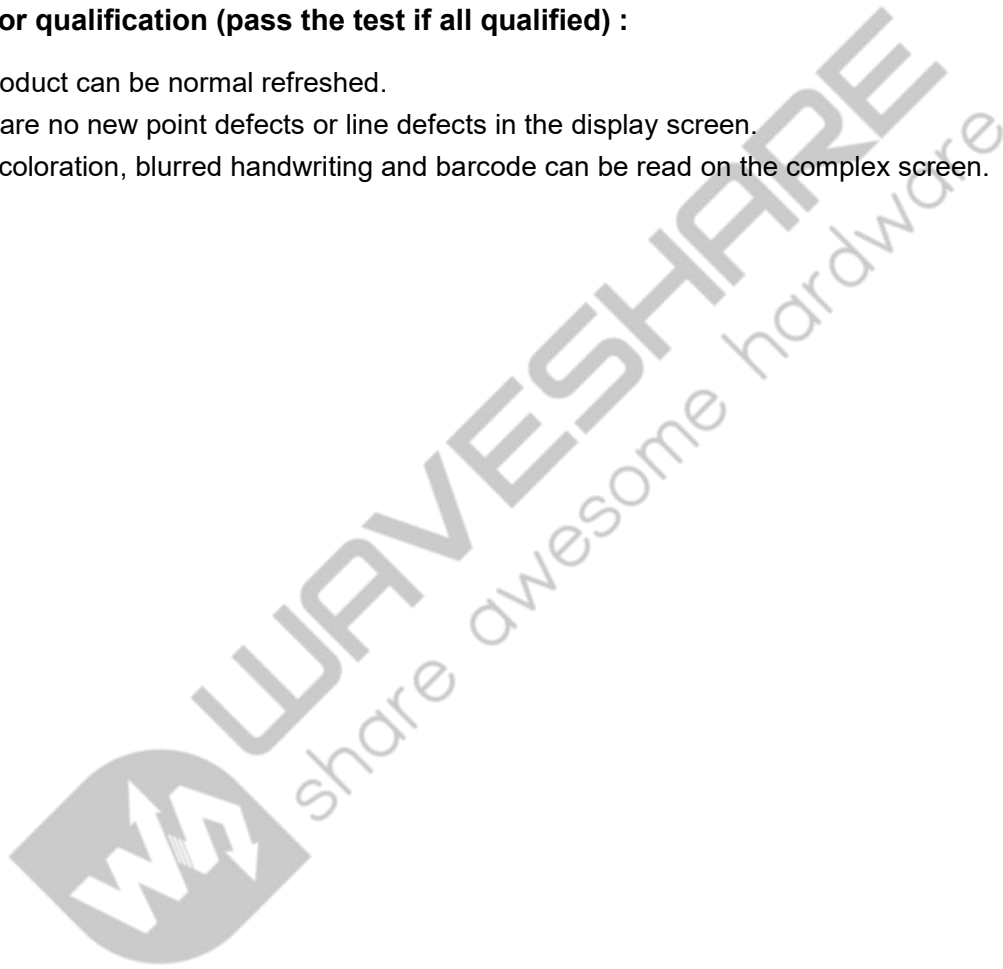 or qualification (pass the test if all qualified) :
oduct can be normal refreshed.
are no new point defects or line defects in the display screen.
coloration, blurred handwriting and barcode can be read on the complex screen.
WAVESHARE
share awesome hardware